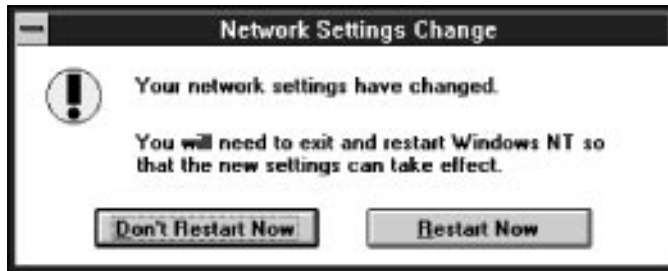 Network Settings Change
Your network settings have changed.
You will need to exit and restart Windows NT so
that the new settings can take effect.
Don't Restart Now
Restart Now